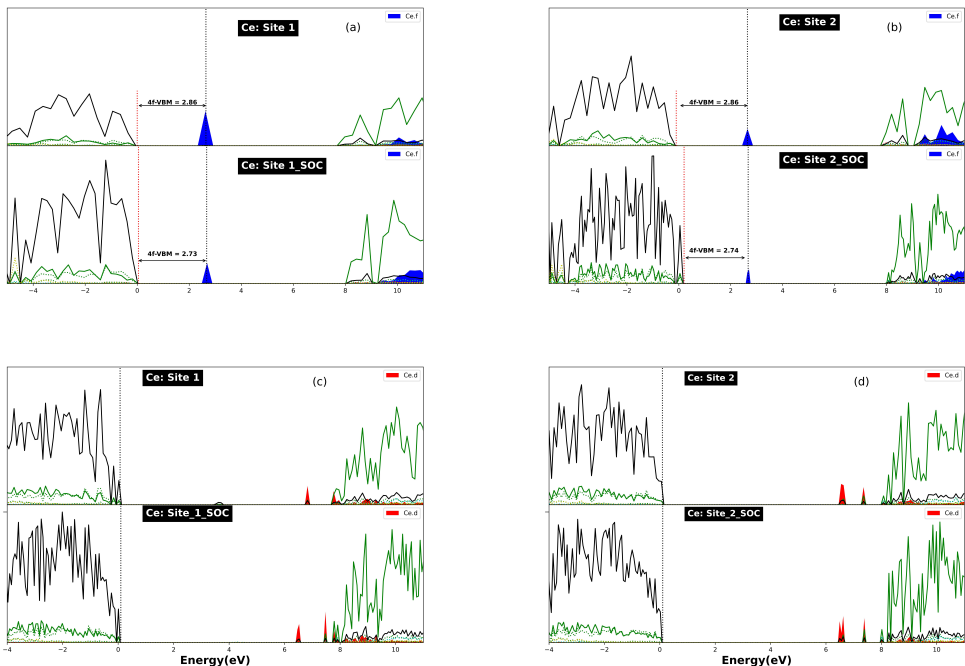 Ce: Site 1
(a)
Ce.f
4f-VBM = 2.86
Ce: Site 1_SOC
Ce.f
4f-VBM = 2.73
−4 −2 0 2 4 6 8 10
Ce: Site 2
(b)
Ce.f
4f-VBM = 2.86
Ce: Site 2_SOC
Ce.f
4f-VBM = 2.74
−4 −2 0 2 4 6 8 10
Ce: Site 1
(c)
Ce.d
Ce: Site_1_SOC
Ce.d
−4 −2 0 2 4 6 8 10
Energy(eV)
Ce: Site 2
(d)
Ce.d
Ce: Site_2_SOC
Ce.d
−4 −2 0 2 4 6 8 10
Energy(eV)